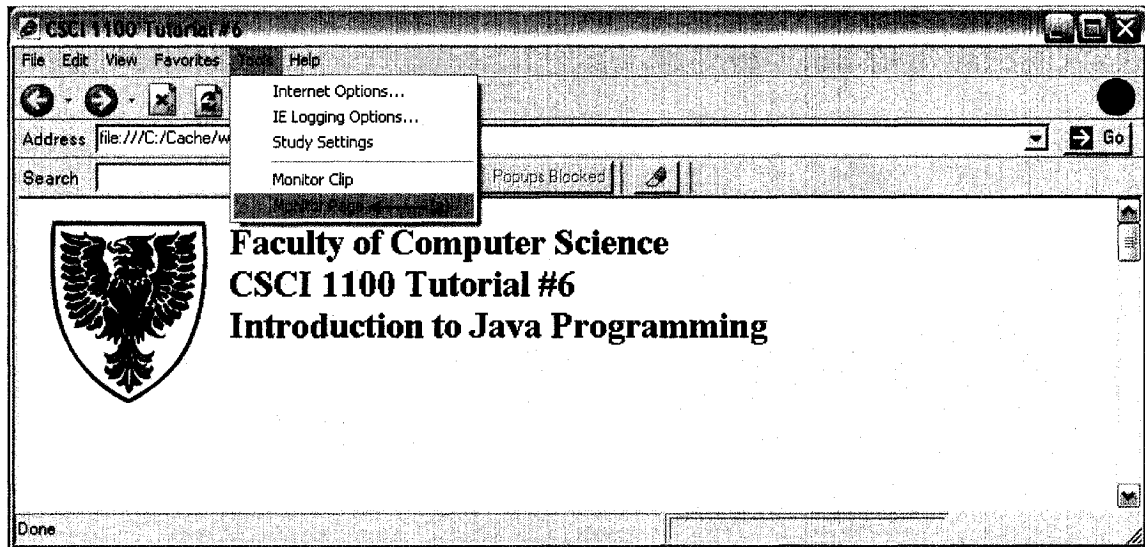 CSCI 1100 Tutorial #6
File Edit View Favorites Tools Help
Internet Options...
IE Logging Options...
Address file:///C:/Cache/w Go
Study Settings
Search Popups Blocked
Monitor Clip
Monitor Page
Faculty of Computer Science
CSCI 1100 Tutorial #6
Introduction to Java Programming
Done